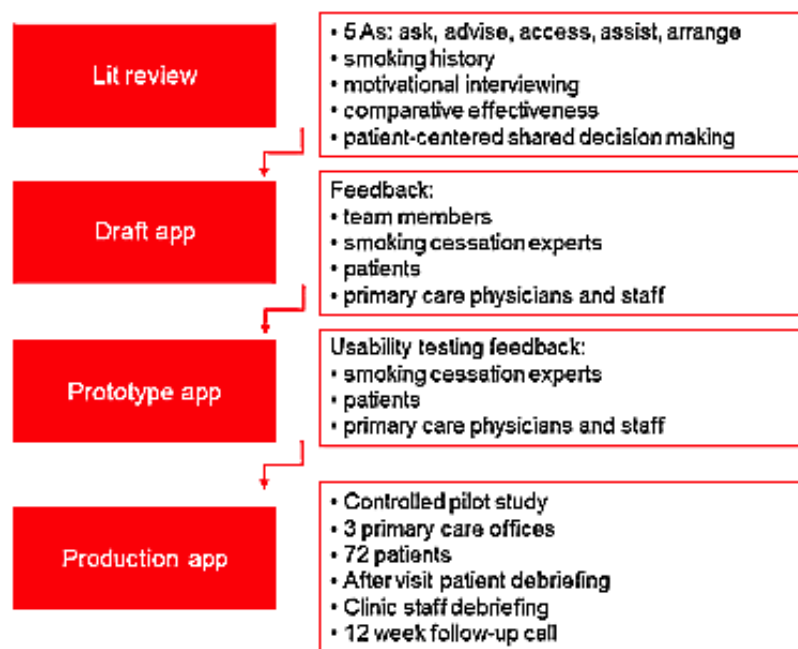 Lit review
• 5 As: ask, advise, access, assist, arrange
• smoking history
• motivational interviewing
• comparative effectiveness
• patient-centered shared decision making
Draft app
Feedback:
• team members
• smoking cessation experts
• patients
• primary care physicians and staff
Prototype app
Usability testing feedback:
• smoking cessation experts
• patients
• primary care physicians and staff
Production app
• Controlled pilot study
• 3 primary care offices
• 72 patients
• After visit patient debriefing
• Clinic staff debriefing
• 12 week follow-up call